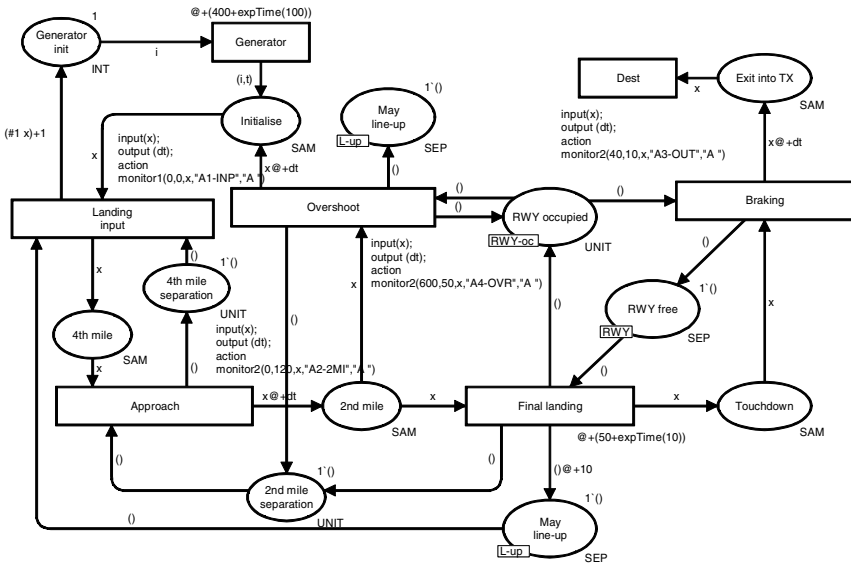 @+(400+expTime(100))
1
Generator
init
i
Generator
INT
(i,t)
1`()
May
line-up
L-up
SEP
Dest
x
Exit into TX
SAM
(#1 x)+1
Initialise
SAM
x
input(x);
output (dt);
action
monitor1(0,0,x,"A1-INP","A ")
x@+dt
()
input(x);
output (dt);
action
monitor2(40,10,x,"A3-OUT","A ")
x@+dt
Landing
input
Overshoot
()
()
RWY occupied
RWY-oc
UNIT
()
Braking
x
()
1`()
4th mile
separation
UNIT
input(x);
output (dt);
action
monitor2(600,50,x,"A4-OVR","A ")
x
()
1`()
RWY free
RWY
SEP
x
4th mile
SAM
x
()
input(x);
output (dt);
action
monitor2(0,120,x,"A2-2MI","A ")
()
()
()
Approach
x@+dt
2nd mile
SAM
x
Final landing
@+(50+expTime(10))
x
Touchdown
SAM
()
1`()
2nd mile
separation
UNIT
()
()@+10
()
1`()
May
line-up
L-up
SEP